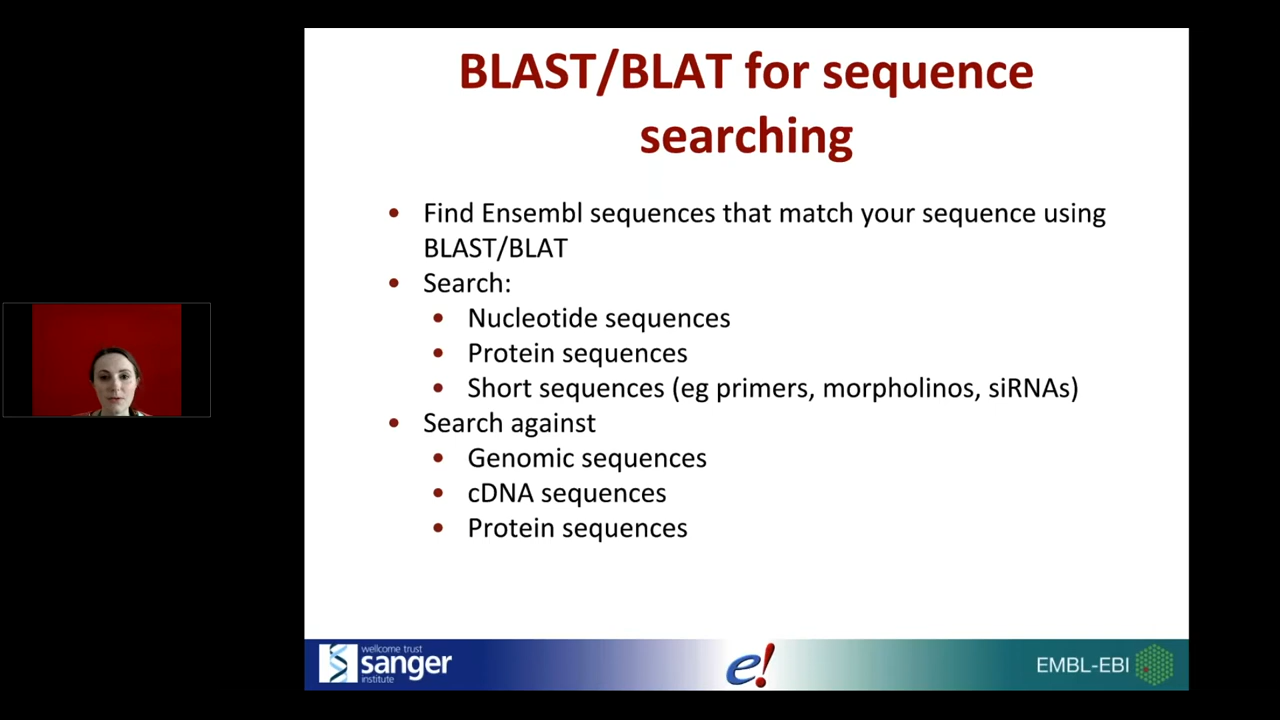 BLAST/BLAT for sequence
searching
• Find Ensembl sequences that match your sequence using
BLAST/BLAT
• Search:
• Nucleotide sequences
• Protein sequences
• Short sequences (eg primers, morpholinos, siRNAs)
• Search against
• Genomic sequences
• cDNA sequences
• Protein sequences
wellcome trust
sanger
institute
e!
EMBL-EBI